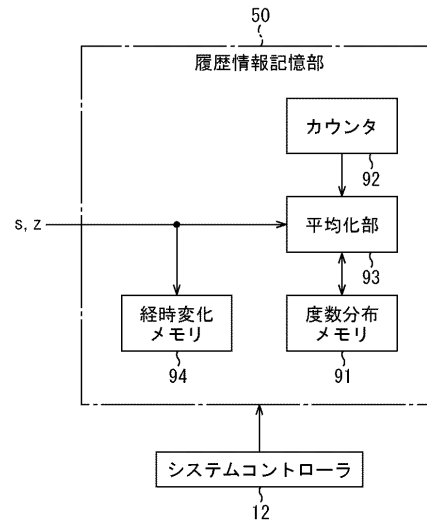 50
履歴情報記憶部
カウンタ
92
s, z
平均化部
93
経時変化
メモリ
94
度数分布
メモリ
91
システムコントローラ
12